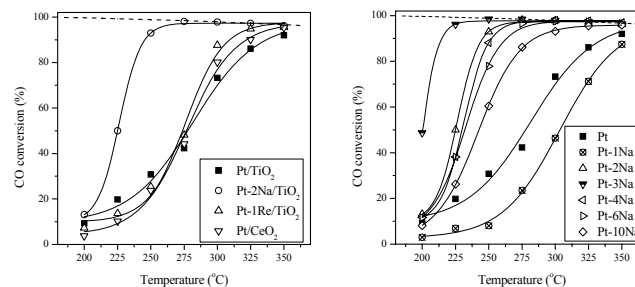 100
80
60
40
20
0
CO conversion (%)
Pt/TiO2
Pt-2Na/TiO2
Pt-1Re/TiO2
Pt/CeO2
200 225 250 275 300 325 350
Temperature (°C)
100
80
60
40
20
0
CO conversion (%)
Pt
Pt-1Na
Pt-2Na
Pt-3Na
Pt-4Na
Pt-6Na
Pt-10Na
200 225 250 275 300 325 350
Temperature (°C)